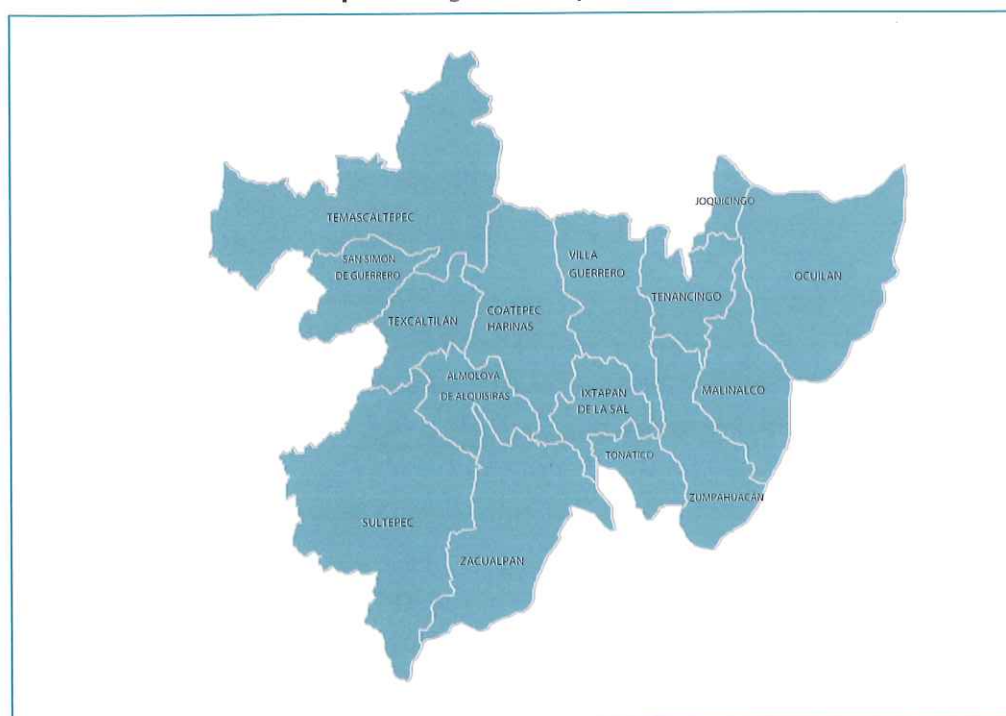 JOQUICINGO
TEMASCALTEPEC
SAN SIMON
DE GUERRERO
VILLA
GUERRERO
OCUILAN
TENANCINGO
TEXCALTILÁN
COATEPEC
HARINAS
ALMOLOYA
DE ALQUISIRAS
IXTAPAN
DE LA SAL
MALINALCO
TONATICO
ZUMPAHUACÁN
SULTEPEC
ZACUALPAN